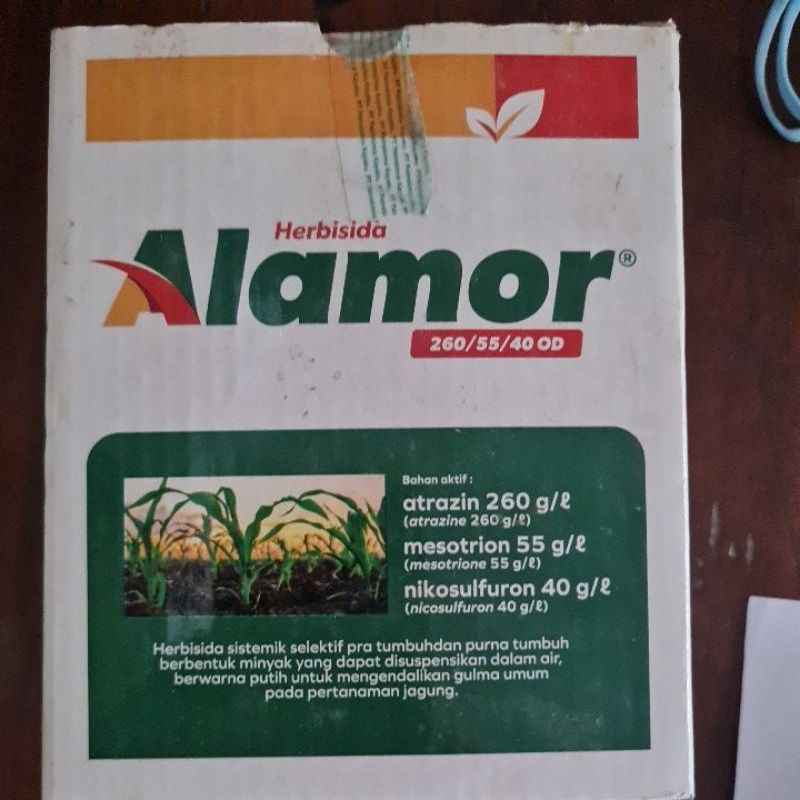 Herbisida
Alamor®
260/55/40 OD
Bahan aktif :
atrazin 260 g/ℓ
(atrazine 260 g/ℓ)
mesotrion 55 g/ℓ
(mesotrione 55 g/ℓ)
nikosulfuron 40 g/ℓ
(nicosulfuron 40 g/ℓ)
Herbisida sistemik selektif pra tumbuhdan purna tumbuh
berbentuk minyak yang dapat disuspensikan dalam air,
berwarna putih untuk mengendalikan gulma umum
pada pertanaman jagung.